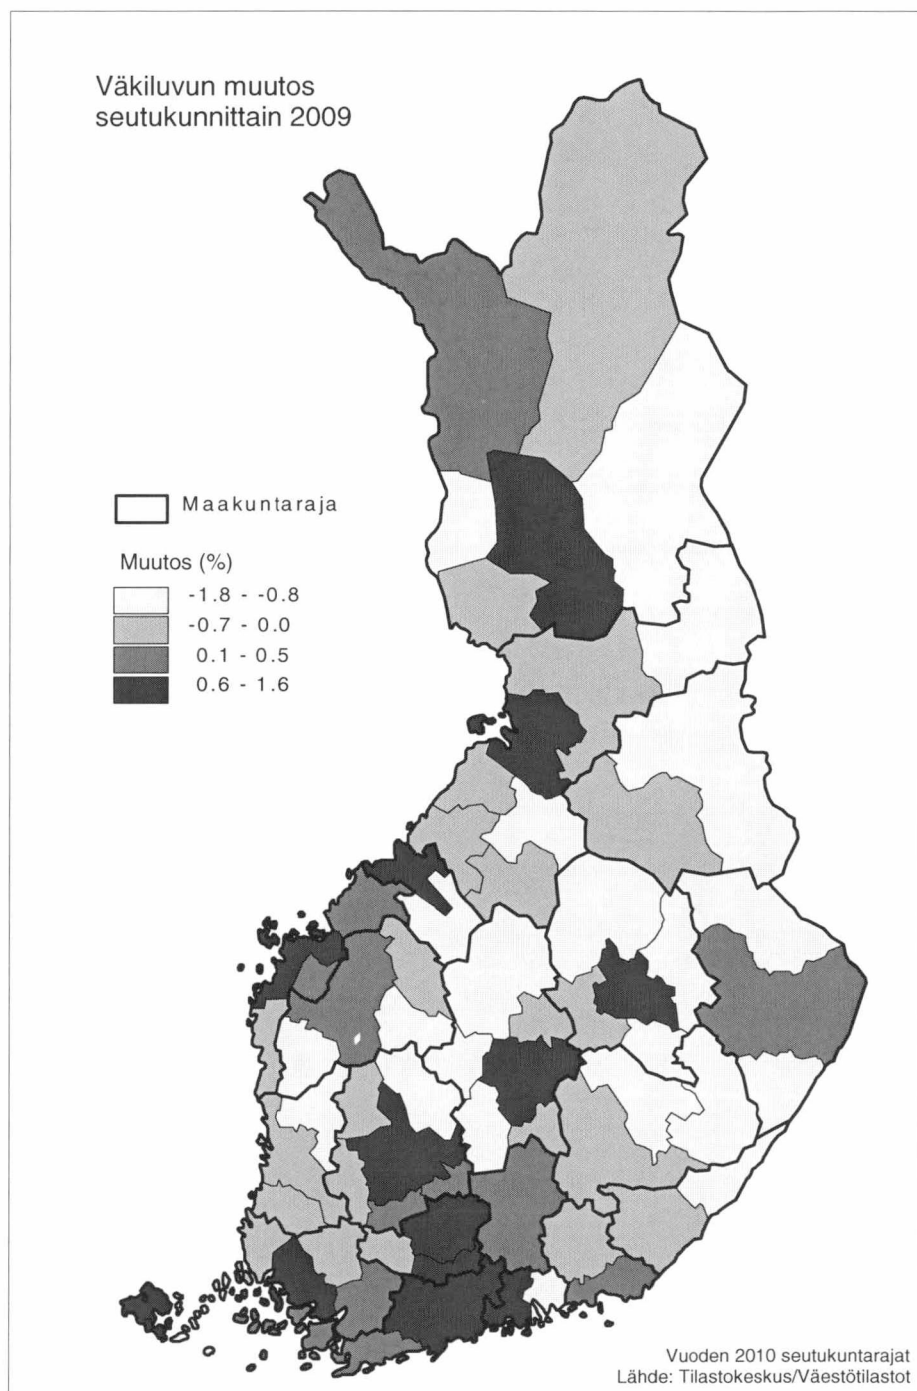 Väkiluvun muutos
seutukunnittain 2009
Maakuntaraja
Muutos (%)
-1.8 - -0.8
-0.7 - 0.0
0.1 - 0.5
0.6 - 1.6
Vuoden 2010 seutukuntarajat
Lähde: Tilastokeskus/Väestötilastot